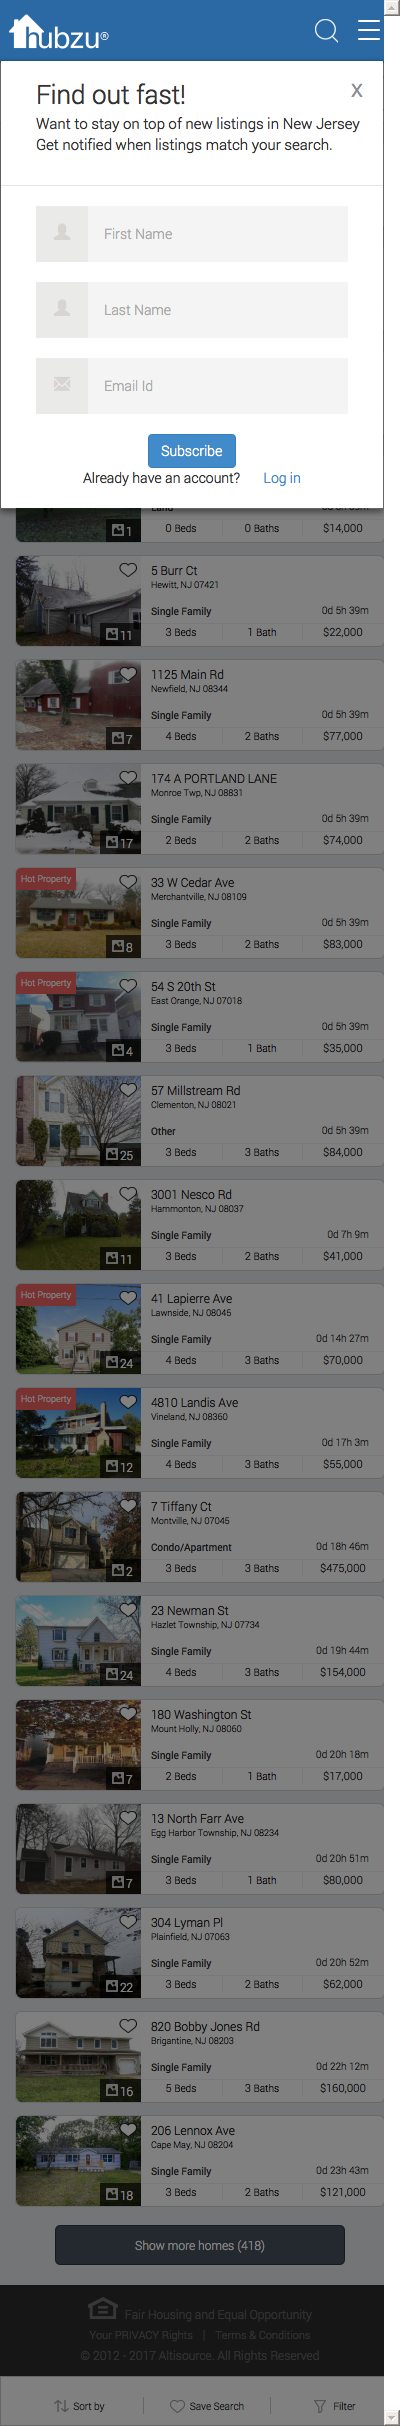 hubzu®
Find out fast!
X
Want to stay on top of new listings in New Jersey
Get notified when listings match your search.
First Name
Last Name
Email Id
Subscribe
Already have an account? Log in
Land
1
0 Beds 0 Baths $14,000
5 Burr Ct
Hewitt, NJ 07421
Single Family 0d 5h 39m
11
3 Beds 1 Bath $22,000
1125 Main Rd
Newfield, NJ 08344
Single Family 0d 5h 39m
7
4 Beds 2 Baths $77,000
174 A PORTLAND LANE
Monroe Twp, NJ 08831
Single Family 0d 5h 39m
17
2 Beds 2 Baths $74,000
Hot Property
33 W Cedar Ave
Merchantville, NJ 08109
Single Family 0d 5h 39m
8
3 Beds 2 Baths $83,000
Hot Property
54 S 20th St
East Orange, NJ 07018
Single Family 0d 5h 39m
4
3 Beds 1 Bath $35,000
57 Millstream Rd
Clementon, NJ 08021
Other 0d 5h 39m
25
3 Beds 3 Baths $84,000
3001 Nesco Rd
Hammonton, NJ 08037
Single Family 0d 7h 9m
11
3 Beds 2 Baths $41,000
Hot Property
41 Lapierre Ave
Lawnside, NJ 08045
Single Family 0d 14h 27m
24
4 Beds 3 Baths $70,000
Hot Property
4810 Landis Ave
Vineland, NJ 08360
Single Family 0d 17h 3m
12
4 Beds 3 Baths $55,000
7 Tiffany Ct
Montville, NJ 07045
Condo/Apartment 0d 18h 46m
2
3 Beds 3 Baths $475,000
23 Newman St
Hazlet Township, NJ 07734
Single Family 0d 19h 44m
24
4 Beds 3 Baths $154,000
180 Washington St
Mount Holly, NJ 08060
Single Family 0d 20h 18m
7
2 Beds 1 Bath $17,000
13 North Farr Ave
Egg Harbor Township, NJ 08234
Single Family 0d 20h 51m
7
3 Beds 1 Bath $80,000
304 Lyman Pl
Plainfield, NJ 07063
Single Family 0d 20h 52m
22
3 Beds 2 Baths $62,000
820 Bobby Jones Rd
Brigantine, NJ 08203
Single Family 0d 22h 12m
16
5 Beds 3 Baths $160,000
206 Lennox Ave
Cape May, NJ 08204
Single Family 0d 23h 43m
18
3 Beds 2 Baths $121,000
Show more homes (418)
Fair Housing and Equal Opportunity
Your PRIVACY Rights | Terms & Conditions
© 2012 - 2017 Altisource. All Rights Reserved
Sort by Save Search Filter